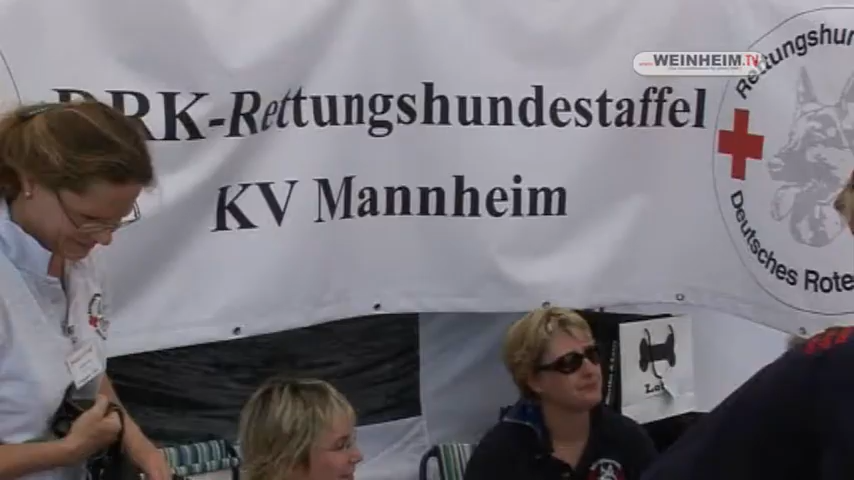 WEINHEIM.TV
DRK-Rettungshundestaffel
KV Mannheim
Rettungshun
Deutsches Rote